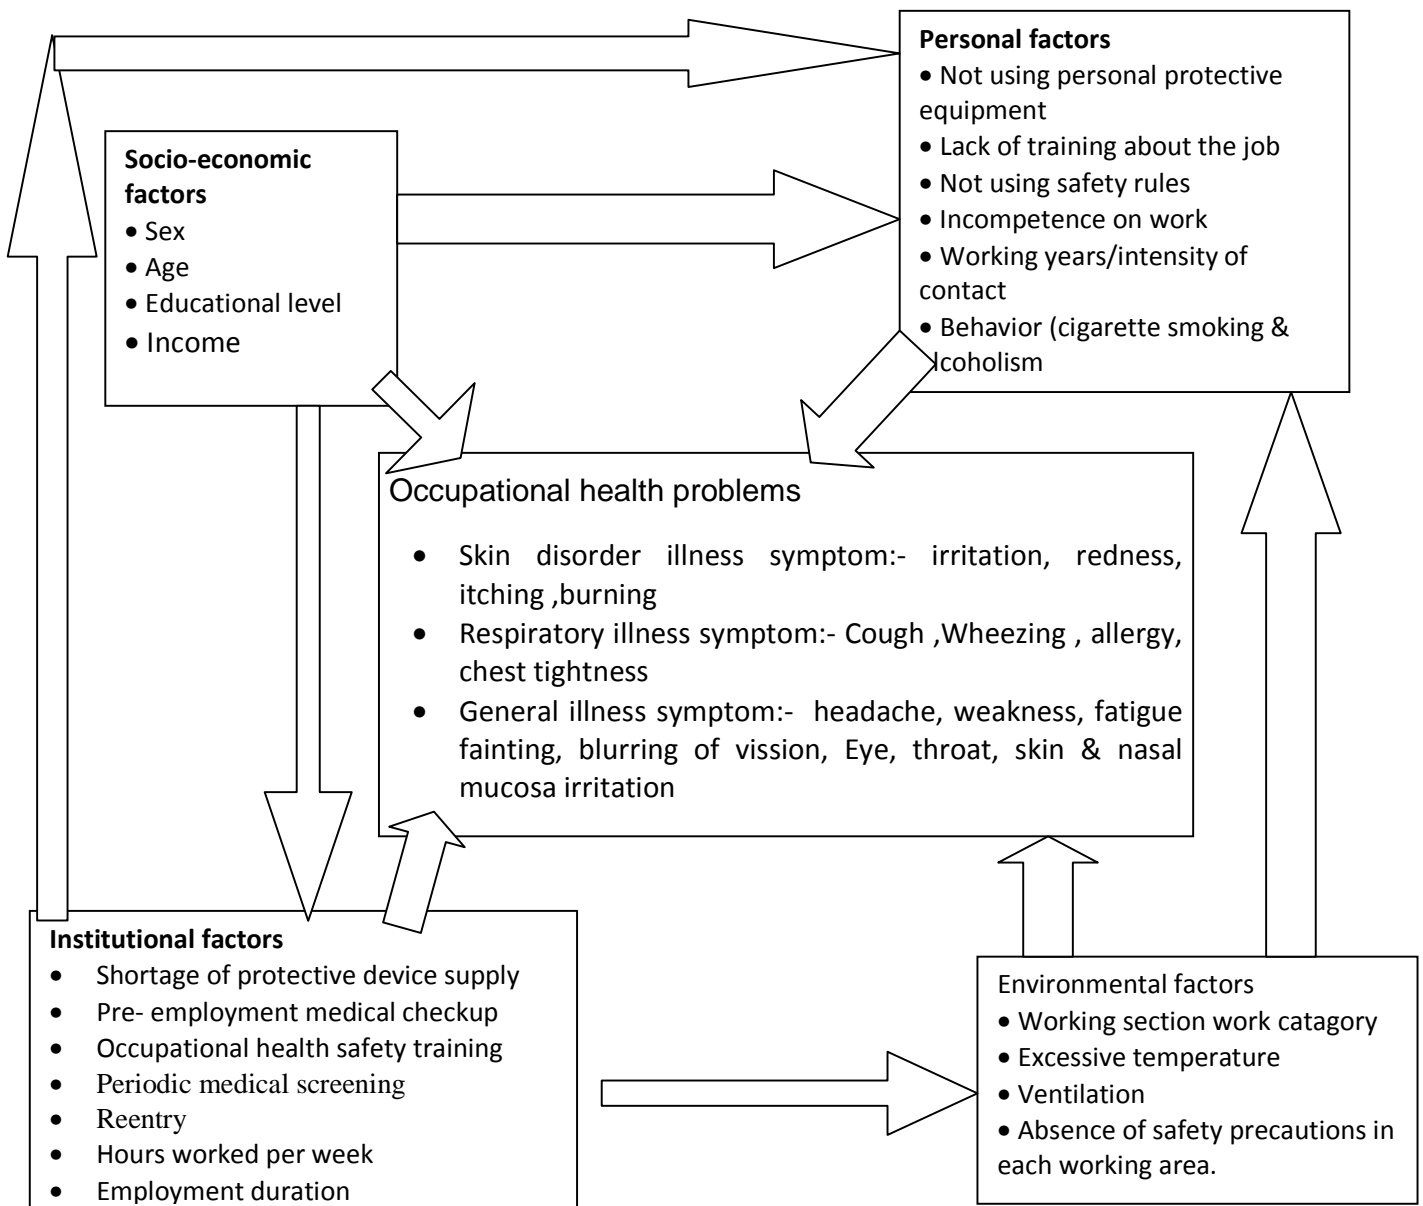 Personal factors
• Not using personal protective
equipment
• Lack of training about the job
• Not using safety rules
• Incompetence on work
• Working years/intensity of
contact
• Behavior (cigarette smoking &
lcoholism
Socio-economic
factors
• Sex
• Age
• Educational level
• Income
Occupational health problems
• Skin disorder illness symptom:- irritation, redness,
itching ,burning
• Respiratory illness symptom:- Cough ,Wheezing , allergy,
chest tightness
• General illness symptom:- headache, weakness, fatigue
fainting, blurring of vission, Eye, throat, skin & nasal
mucosa irritation
Institutional factors
• Shortage of protective device supply
• Pre- employment medical checkup
• Occupational health safety training
• Periodic medical screening
• Reentry
• Hours worked per week
• Employment duration
Environmental factors
• Working section work catagory
• Excessive temperature
• Ventilation
• Absence of safety precautions in
each working area.